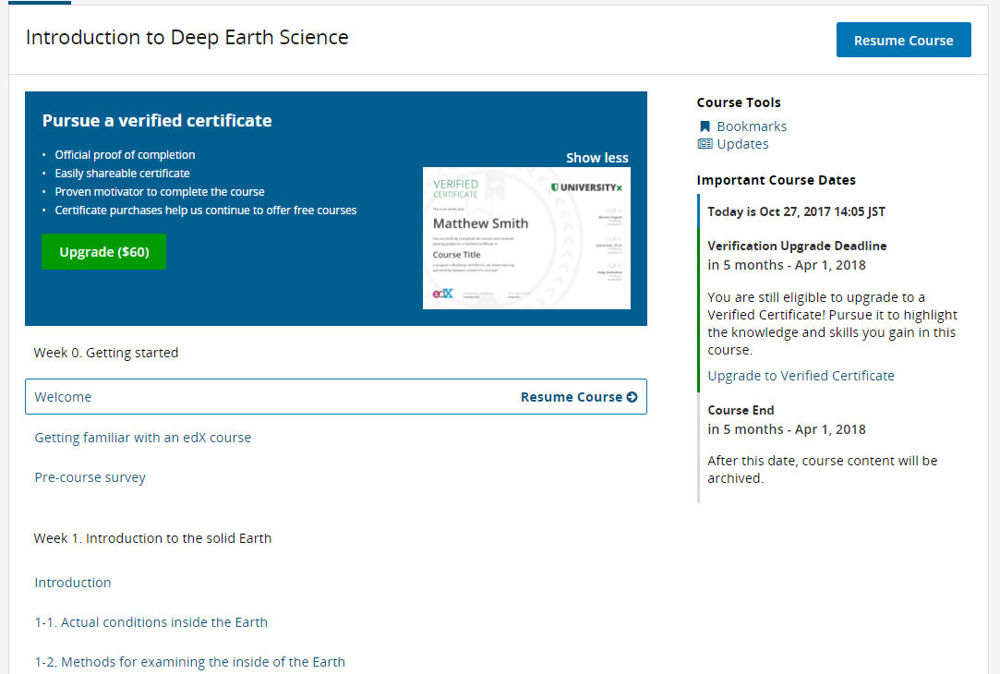 Introduction to Deep Earth Science
Resume Course
Pursue a verified certificate
• Official proof of completion
• Easily shareable certificate
• Proven motivator to complete the course
• Certificate purchases help us continue to offer free courses
Upgrade ($60)
Show less
VERIFIED
CERTIFICATE
UNIVERSITYx
This is to certify that
Matthew Smith
Course Title
edX
Week 0. Getting started
Welcome
Resume Course
Getting familiar with an edX course
Pre-course survey
Week 1. Introduction to the solid Earth
Introduction
1-1. Actual conditions inside the Earth
1-2. Methods for examining the inside of the Earth
Course Tools
Bookmarks
Updates
Important Course Dates
Today is Oct 27, 2017 14:05 JST
Verification Upgrade Deadline
in 5 months - Apr 1, 2018
You are still eligible to upgrade to a
Verified Certificate! Pursue it to highlight
the knowledge and skills you gain in this
course.
Upgrade to Verified Certificate
Course End
in 5 months - Apr 1, 2018
After this date, course content will be
archived.